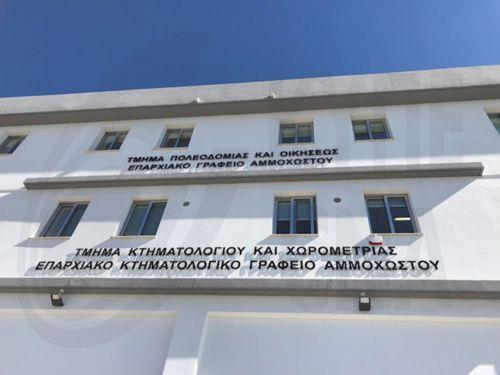 ΤΜΗΜΑ ΠΟΛΕΟΔΟΜΙΑΣ ΚΑΙ ΟΙΚΗΣΕΩΣ
ΕΠΑΡΧΙΑΚΟ ΓΡΑΦΕΙΟ ΑΜΜΟΧΩΣΤΟΥ
ΤΜΗΜΑ ΚΤΗΜΑΤΟΛΟΓΙΟΥ ΚΑΙ ΧΩΡΟΜΕΤΡΙΑΣ
ΕΠΑΡΧΙΑΚΟ ΚΤΗΜΑΤΟΛΟΓΙΚΟ ΓΡΑΦΕΙΟ ΑΜΜΟΧΩΣΤΟΥ